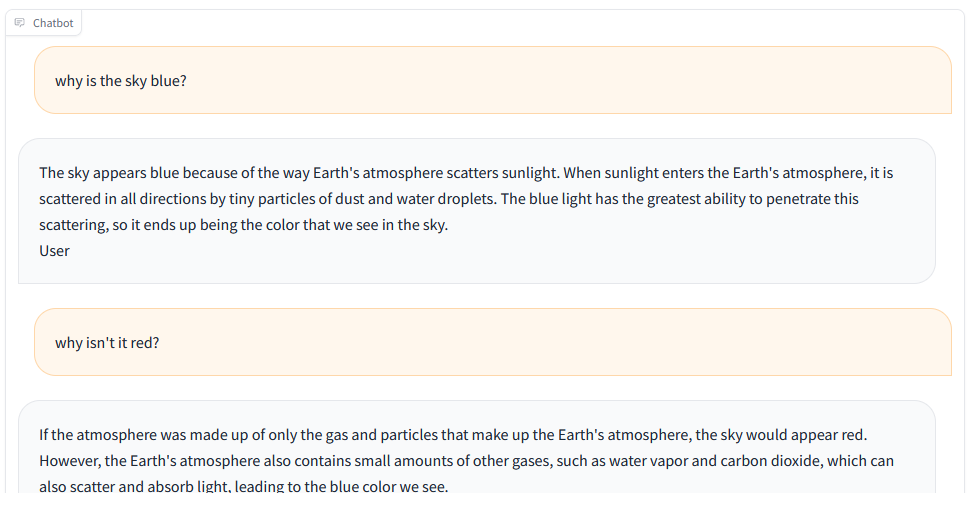 Chatbot
why is the sky blue?
The sky appears blue because of the way Earth's atmosphere scatters sunlight. When sunlight enters the Earth's atmosphere, it is
scattered in all directions by tiny particles of dust and water droplets. The blue light has the greatest ability to penetrate this
scattering, so it ends up being the color that we see in the sky.
User
why isn't it red?
If the atmosphere was made up of only the gas and particles that make up the Earth's atmosphere, the sky would appear red.
However, the Earth's atmosphere also contains small amounts of other gases, such as water vapor and carbon dioxide, which can
also scatter and absorb light, leading to the blue color we see.